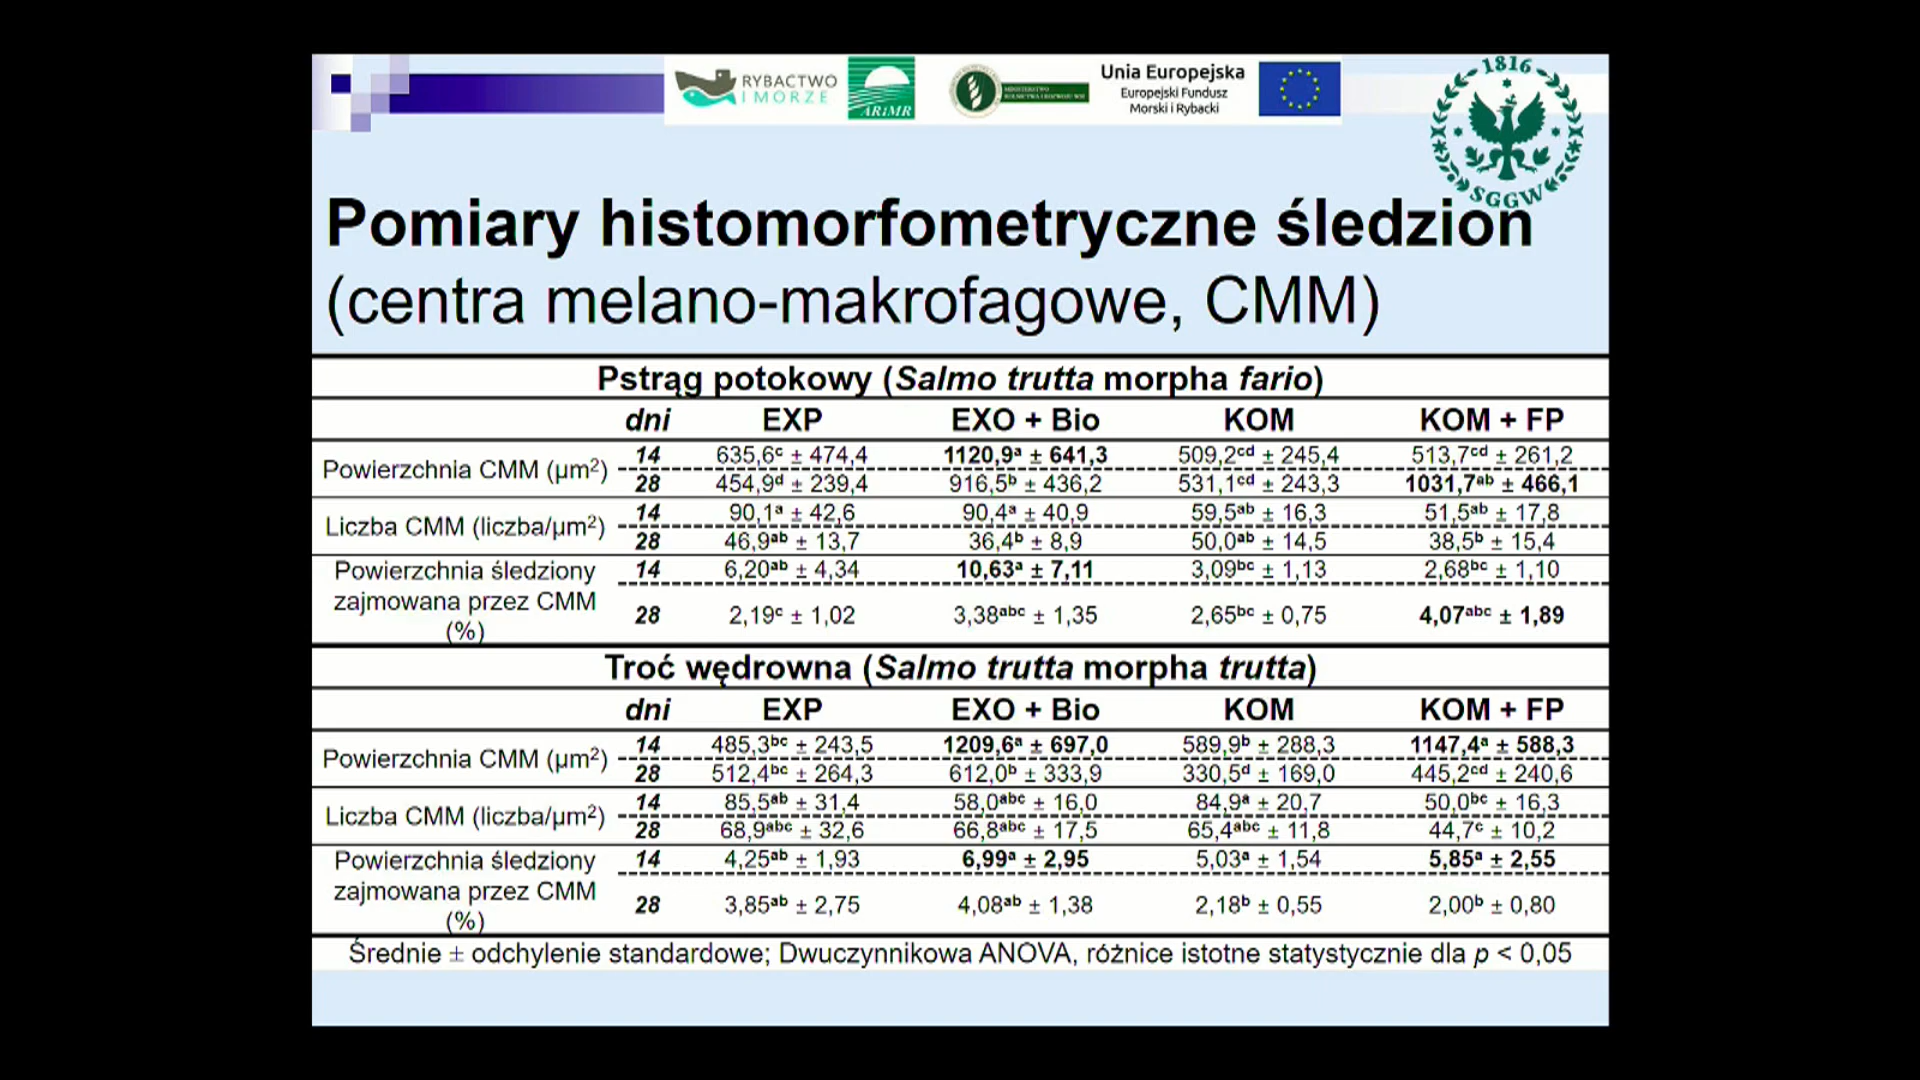 RYBACTWO
I MORZE
ARiMR
MINISTERSTWO
Unia Europejska
Europejski Fundusz
Morski i Rybacki
1816
SGGW
Pomiary histomorfometryczne śledzion
(centra melano-makrofagowe, CMM)
Pstrąg potokowy (Salmo trutta morpha fario)
dni EXP EXO + Bio KOM KOM + FP
Powierzchnia CMM (µm²)
14 635,6ᶜ ± 474,4 1120,9ᵃ ± 641,3 509,2ᶜᵈ ± 245,4 513,7ᶜᵈ ± 261,2
28 454,9ᵈ ± 239,4 916,5ᵇ ± 436,2 531,1ᶜᵈ ± 243,3 1031,7ᵃᵇ ± 466,1
Liczba CMM (liczba/µm²)
14 90,1ᵃ ± 42,6 90,4ᵃ ± 40,9 59,5ᵃᵇ ± 16,3 51,5ᵃᵇ ± 17,8
28 46,9ᵃᵇ ± 13,7 36,4ᵇ ± 8,9 50,0ᵃᵇ ± 14,5 38,5ᵇ ± 15,4
Powierzchnia śledziony
zajmowana przez CMM
(%)
14 6,20ᵃᵇ ± 4,34 10,63ᵃ ± 7,11 3,09ᵇᶜ ± 1,13 2,68ᵇᶜ ± 1,10
28 2,19ᶜ ± 1,02 3,38ᵃᵇᶜ ± 1,35 2,65ᵇᶜ ± 0,75 4,07ᵃᵇᶜ ± 1,89
Troć wędrowna (Salmo trutta morpha trutta)
dni EXP EXO + Bio KOM KOM + FP
Powierzchnia CMM (µm²)
14 485,3ᵇᶜ ± 243,5 1209,6ᵃ ± 697,0 589,9ᵇ ± 288,3 1147,4ᵃ ± 588,3
28 512,4ᵇᶜ ± 264,3 612,0ᵇ ± 333,9 330,5ᵈ ± 169,0 445,2ᶜᵈ ± 240,6
Liczba CMM (liczba/µm²)
14 85,5ᵃᵇ ± 31,4 58,0ᵃᵇᶜ ± 16,0 84,9ᵃ ± 20,7 50,0ᵇᶜ ± 16,3
28 68,9ᵃᵇᶜ ± 32,6 66,8ᵃᵇᶜ ± 17,5 65,4ᵃᵇᶜ ± 11,8 44,7ᶜ ± 10,2
Powierzchnia śledziony
zajmowana przez CMM
(%)
14 4,25ᵃᵇ ± 1,93 6,99ᵃ ± 2,95 5,03ᵃ ± 1,54 5,85ᵃ ± 2,55
28 3,85ᵃᵇ ± 2,75 4,08ᵃᵇ ± 1,38 2,18ᵇ ± 0,55 2,00ᵇ ± 0,80
Średnie ± odchylenie standardowe; Dwuczynnikowa ANOVA, różnice istotne statystycznie dla p < 0,05